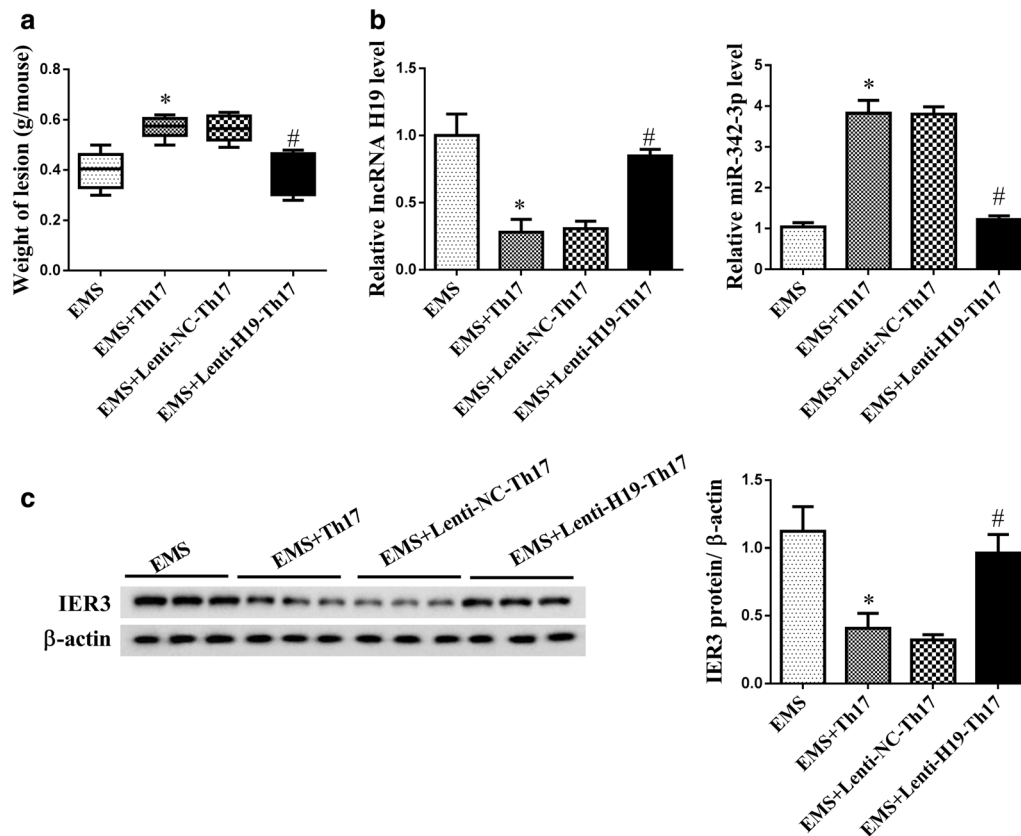 a
Weight of lesion (g/mouse)
0.8
0.6
0.4
0.2
0.0
*
#
EMS
EMS+Th17
EMS+Lenti-NC-Th17
EMS+Lenti-H19-Th17
b
Relative lncRNA H19 level
1.5
1.0
0.5
0.0
*
#
EMS
EMS+Th17
EMS+Lenti-NC-Th17
EMS+Lenti-H19-Th17
Relative miR-342-3p level
5
4
3
2
1
0
*
#
EMS
EMS+Th17
EMS+Lenti-NC-Th17
EMS+Lenti-H19-Th17
c
EMS
EMS+Th17
EMS+Lenti-NC-Th17
EMS+Lenti-H19-Th17
IER3
β-actin
IER3 protein/ β-actin
1.5
1.0
0.5
0.0
*
#
EMS
EMS+Th17
EMS+Lenti-NC-Th17
EMS+Lenti-H19-Th17